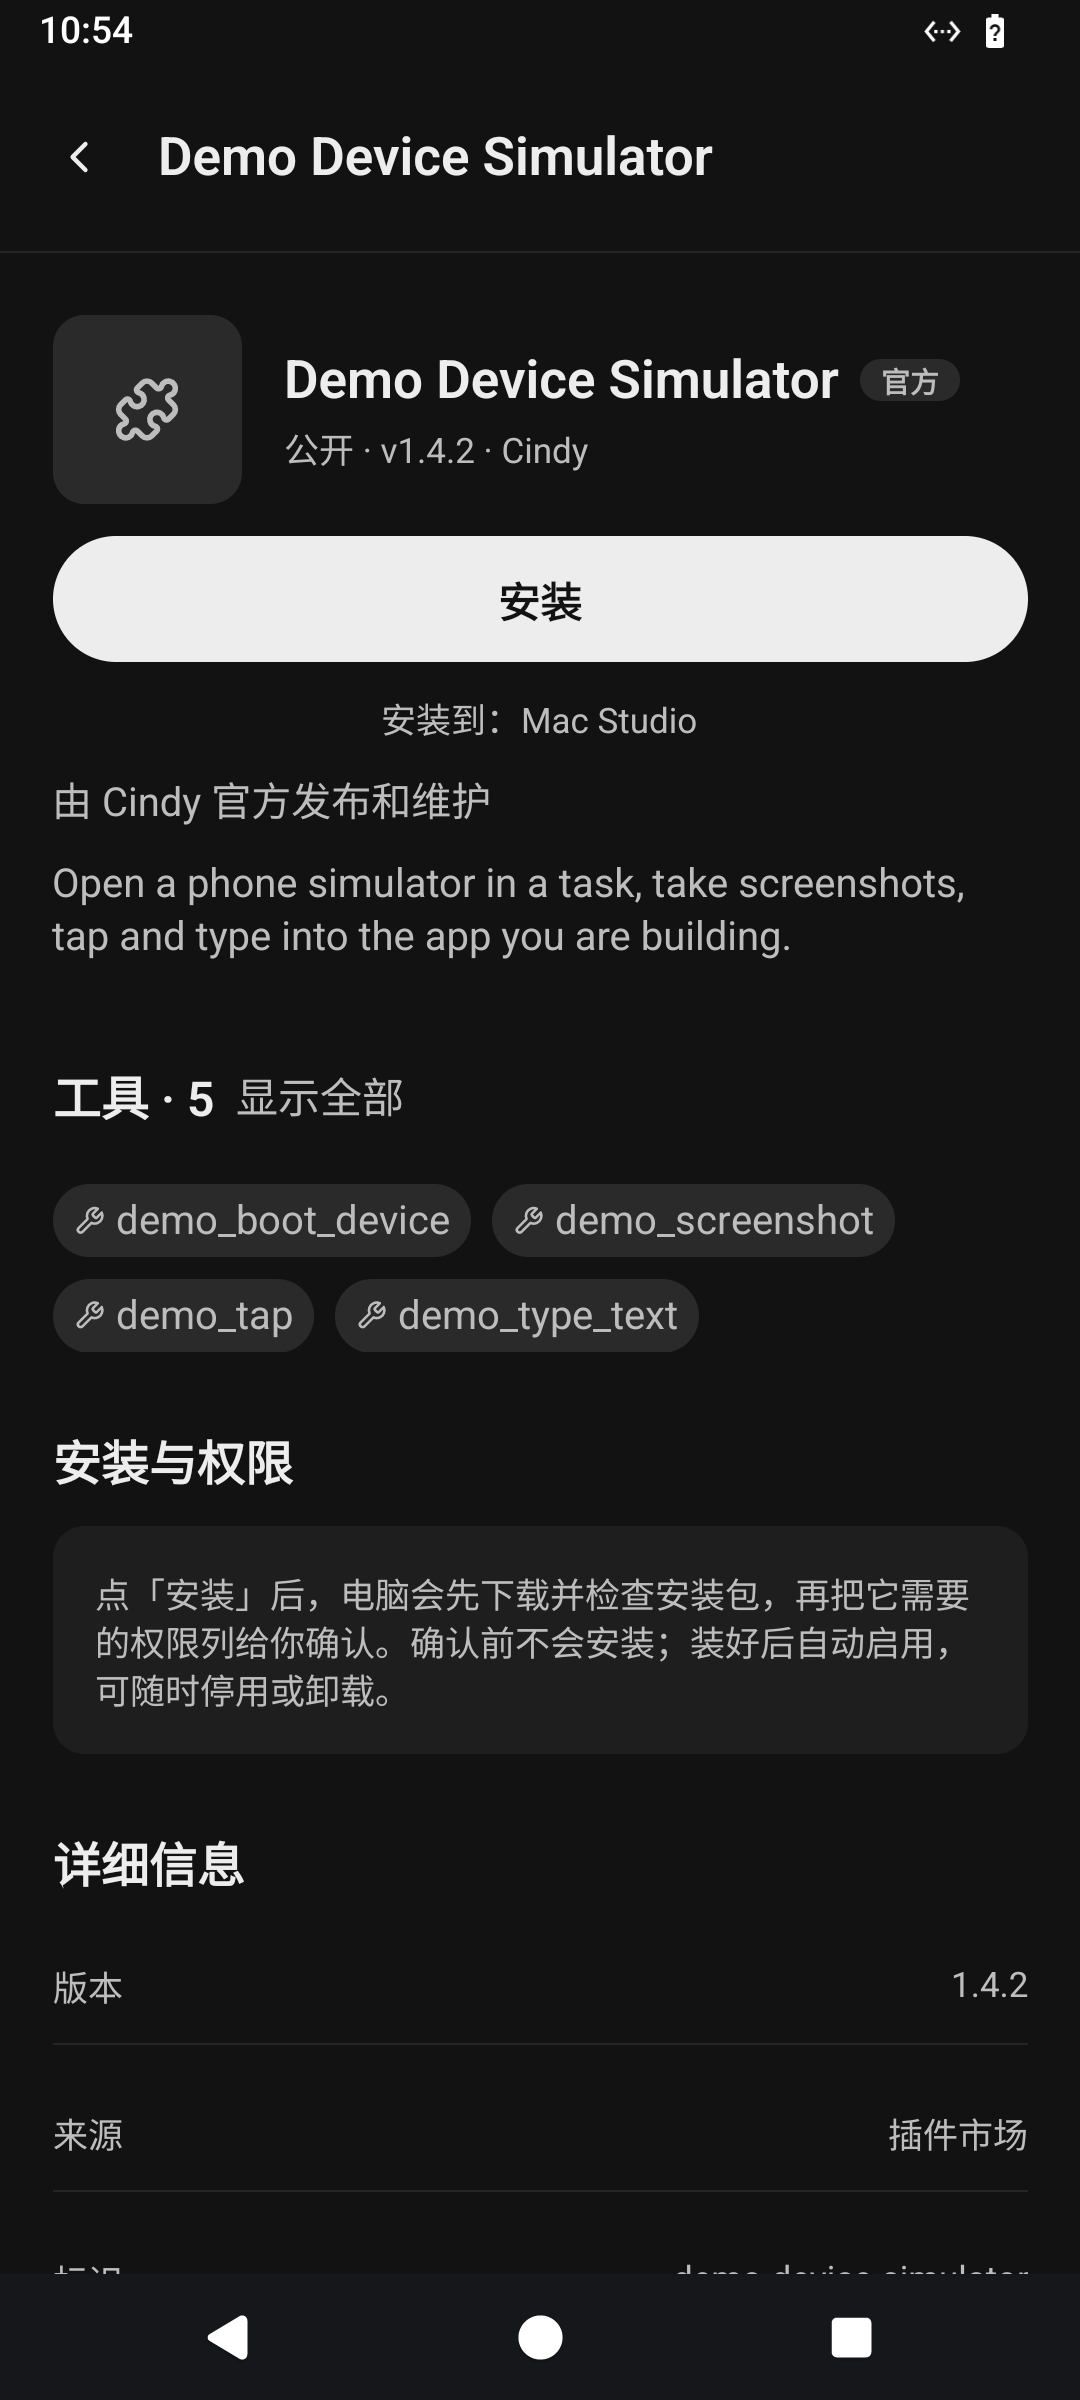 10:54
Demo Device Simulator
Demo Device Simulator 官方
公开 · v1.4.2 · Cindy
安装
安装到：Mac Studio
由 Cindy 官方发布和维护
Open a phone simulator in a task, take screenshots,
tap and type into the app you are building.
工具 · 5 显示全部
demo_boot_device demo_screenshot
demo_tap demo_type_text
安装与权限
点「安装」后，电脑会先下载并检查安装包，再把它需要
的权限列给你确认。确认前不会安装；装好后自动启用，
可随时停用或卸载。
详细信息
版本 1.4.2
来源 插件市场